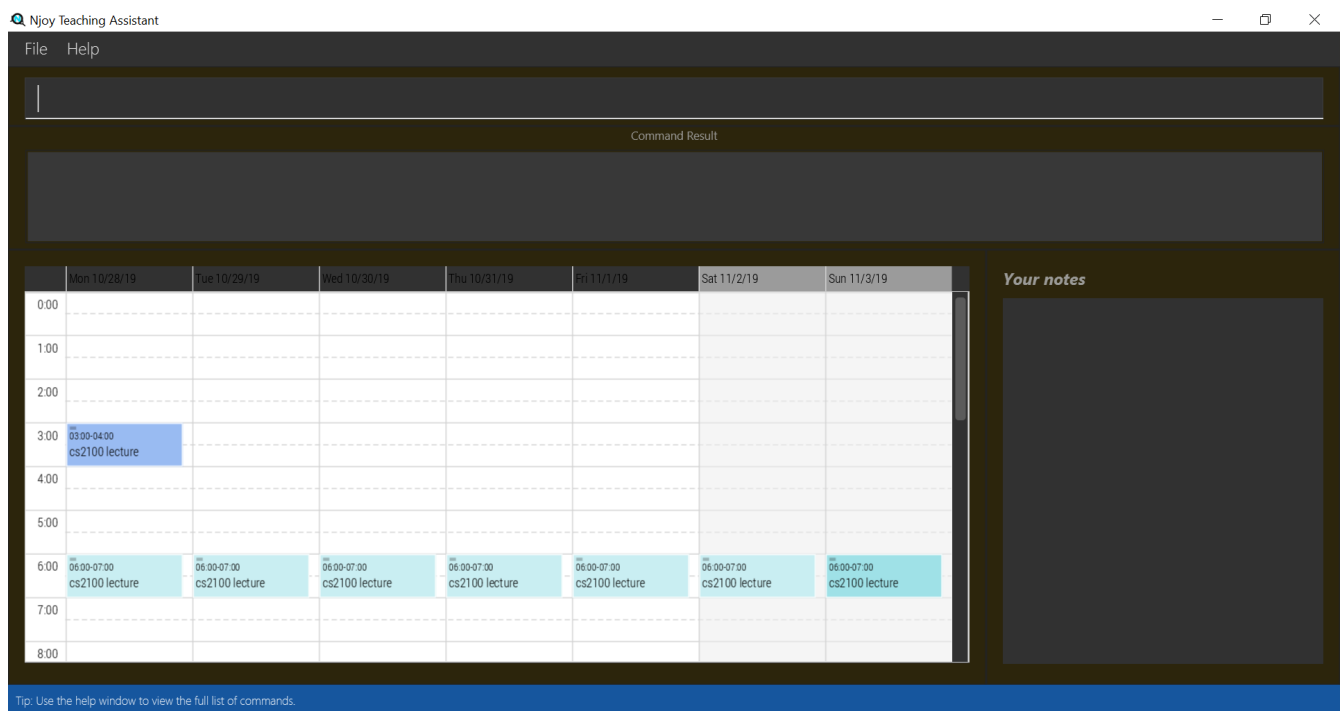 Njoy Teaching Assistant
File Help
Command Result
Mon 10/28/19 Tue 10/29/19 Wed 10/30/19 Thu 10/31/19 Fri 11/1/19 Sat 11/2/19 Sun 11/3/19
Your notes
0:00
1:00
2:00
3:00 03:00-04:00
cs2100 lecture
4:00
5:00
6:00 06:00-07:00 06:00-07:00 06:00-07:00 06:00-07:00 06:00-07:00 06:00-07:00 06:00-07:00
cs2100 lecture cs2100 lecture cs2100 lecture cs2100 lecture cs2100 lecture cs2100 lecture cs2100 lecture
7:00
8:00
Tip: Use the help window to view the full list of commands.